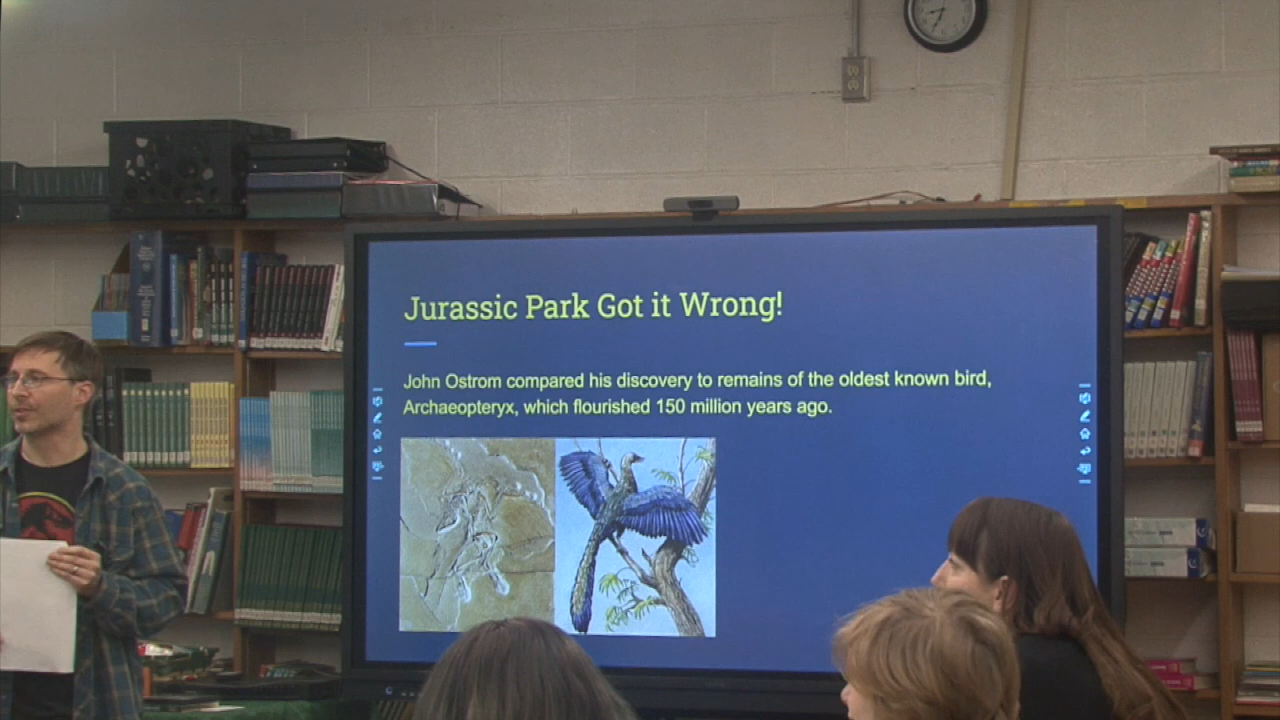 Jurassic Park Got it Wrong!
John Ostrom compared his discovery to remains of the oldest known bird,
Archaeopteryx, which flourished 150 million years ago.